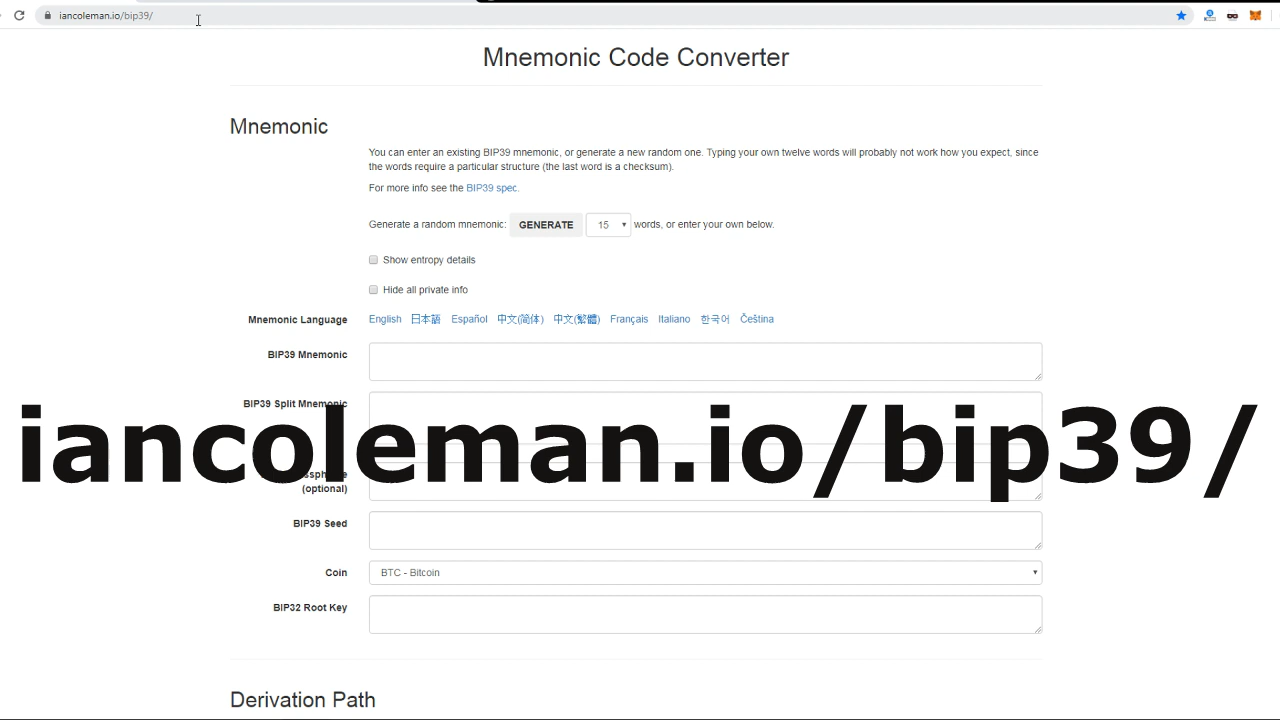 iancoleman.io/bip39/
Mnemonic Code Converter
Mnemonic
You can enter an existing BIP39 mnemonic, or generate a new random one. Typing your own twelve words will probably not work how you expect, since
the words require a particular structure (the last word is a checksum).
For more info see the BIP39 spec.
Generate a random mnemonic: GENERATE 15 words, or enter your own below.
Show entropy details
Hide all private info
Mnemonic Language English 日本語 Español 中文(简体) 中文(繁體) Français Italiano 한국어 Čeština
BIP39 Mnemonic
BIP39 Split Mnemonic
iancoleman.io/bip39/
(optional)
BIP39 Seed
Coin BTC - Bitcoin
BIP32 Root Key
Derivation Path